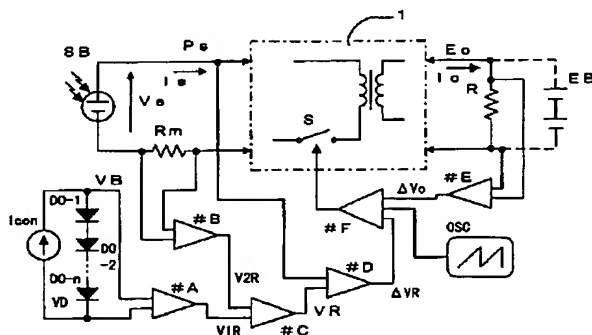 1
SB
Ps
Is
Vs
Eo
Io
R
EB
S
Rm
#E
ΔVo
VB
Icon
DO-1
DO
-2
DO-n
VD
#B
#F
OSC
#D
V2R
ΔVR
#A
VR
V1R
#C